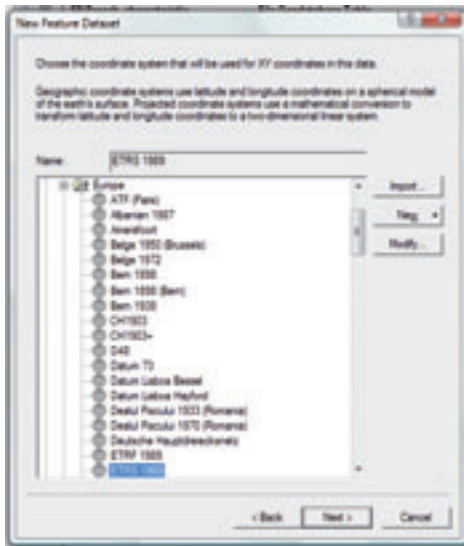 New Feature Dataset
Choose the coordinate system that will be used for XY coordinates in this data.
Geographic coordinate systems use latitude and longitude coordinates on a spherical model
of the earth's surface. Projected coordinate systems use a mathematical conversion to
transform latitude and longitude coordinates to a two-dimensional linear system.
Name: ETRS 1989
Europe
ATF (Paris)
Import...
Albanian 1987
New
Amersfoort
Belge 1950 (Brussels)
Modify...
Belge 1972
Bern 1898
Bern 1898 (Bern)
Bern 1938
CH1903
CH1903+
D48
Datum 73
Datum Lisboa Bessel
Datum Lisboa Hayford
Dealul Piscului 1933 (Romania)
Dealul Piscului 1970 (Romania)
Deutsche Hauptdreiecksnetz
ETRF 1989
ETRS 1989
< Back
Next >
Cancel